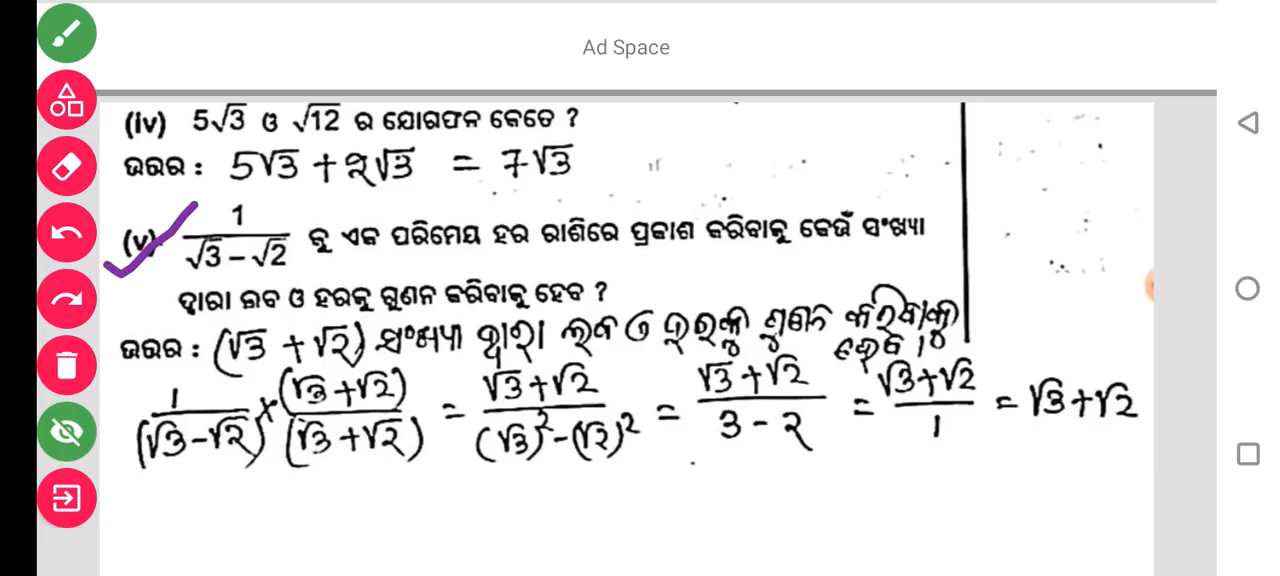 Ad Space
(iv) 5√3 ଓ √12 ର ଯୋଗଫଳ କେତେ ?
ଉତ୍ତର : 5√3 + 2√3 = 7√3
(v) 1/(√3 − √2) କୁ ଏକ ପରିମେୟ ହର ରାଶିରେ ପ୍ରକାଶ କରିବାକୁ କେଉଁ ସଂଖ୍ୟା
ଦ୍ୱାରା ଲବ ଓ ହରକୁ ଗୁଣନ କରିବାକୁ ହେବ ?
ଉତ୍ତର : (√3 + √2) ସଂଖ୍ୟା ଦ୍ୱାରା ଲବ ଓ ହରକୁ ଗୁଣନ କରିବାକୁ
ହେବ ।
1/(√3−√2) × (√3+√2)/(√3+√2) = (√3+√2)/((√3)²−(√2)²) = (√3+√2)/(3−2) = (√3+√2)/1 = √3+√2